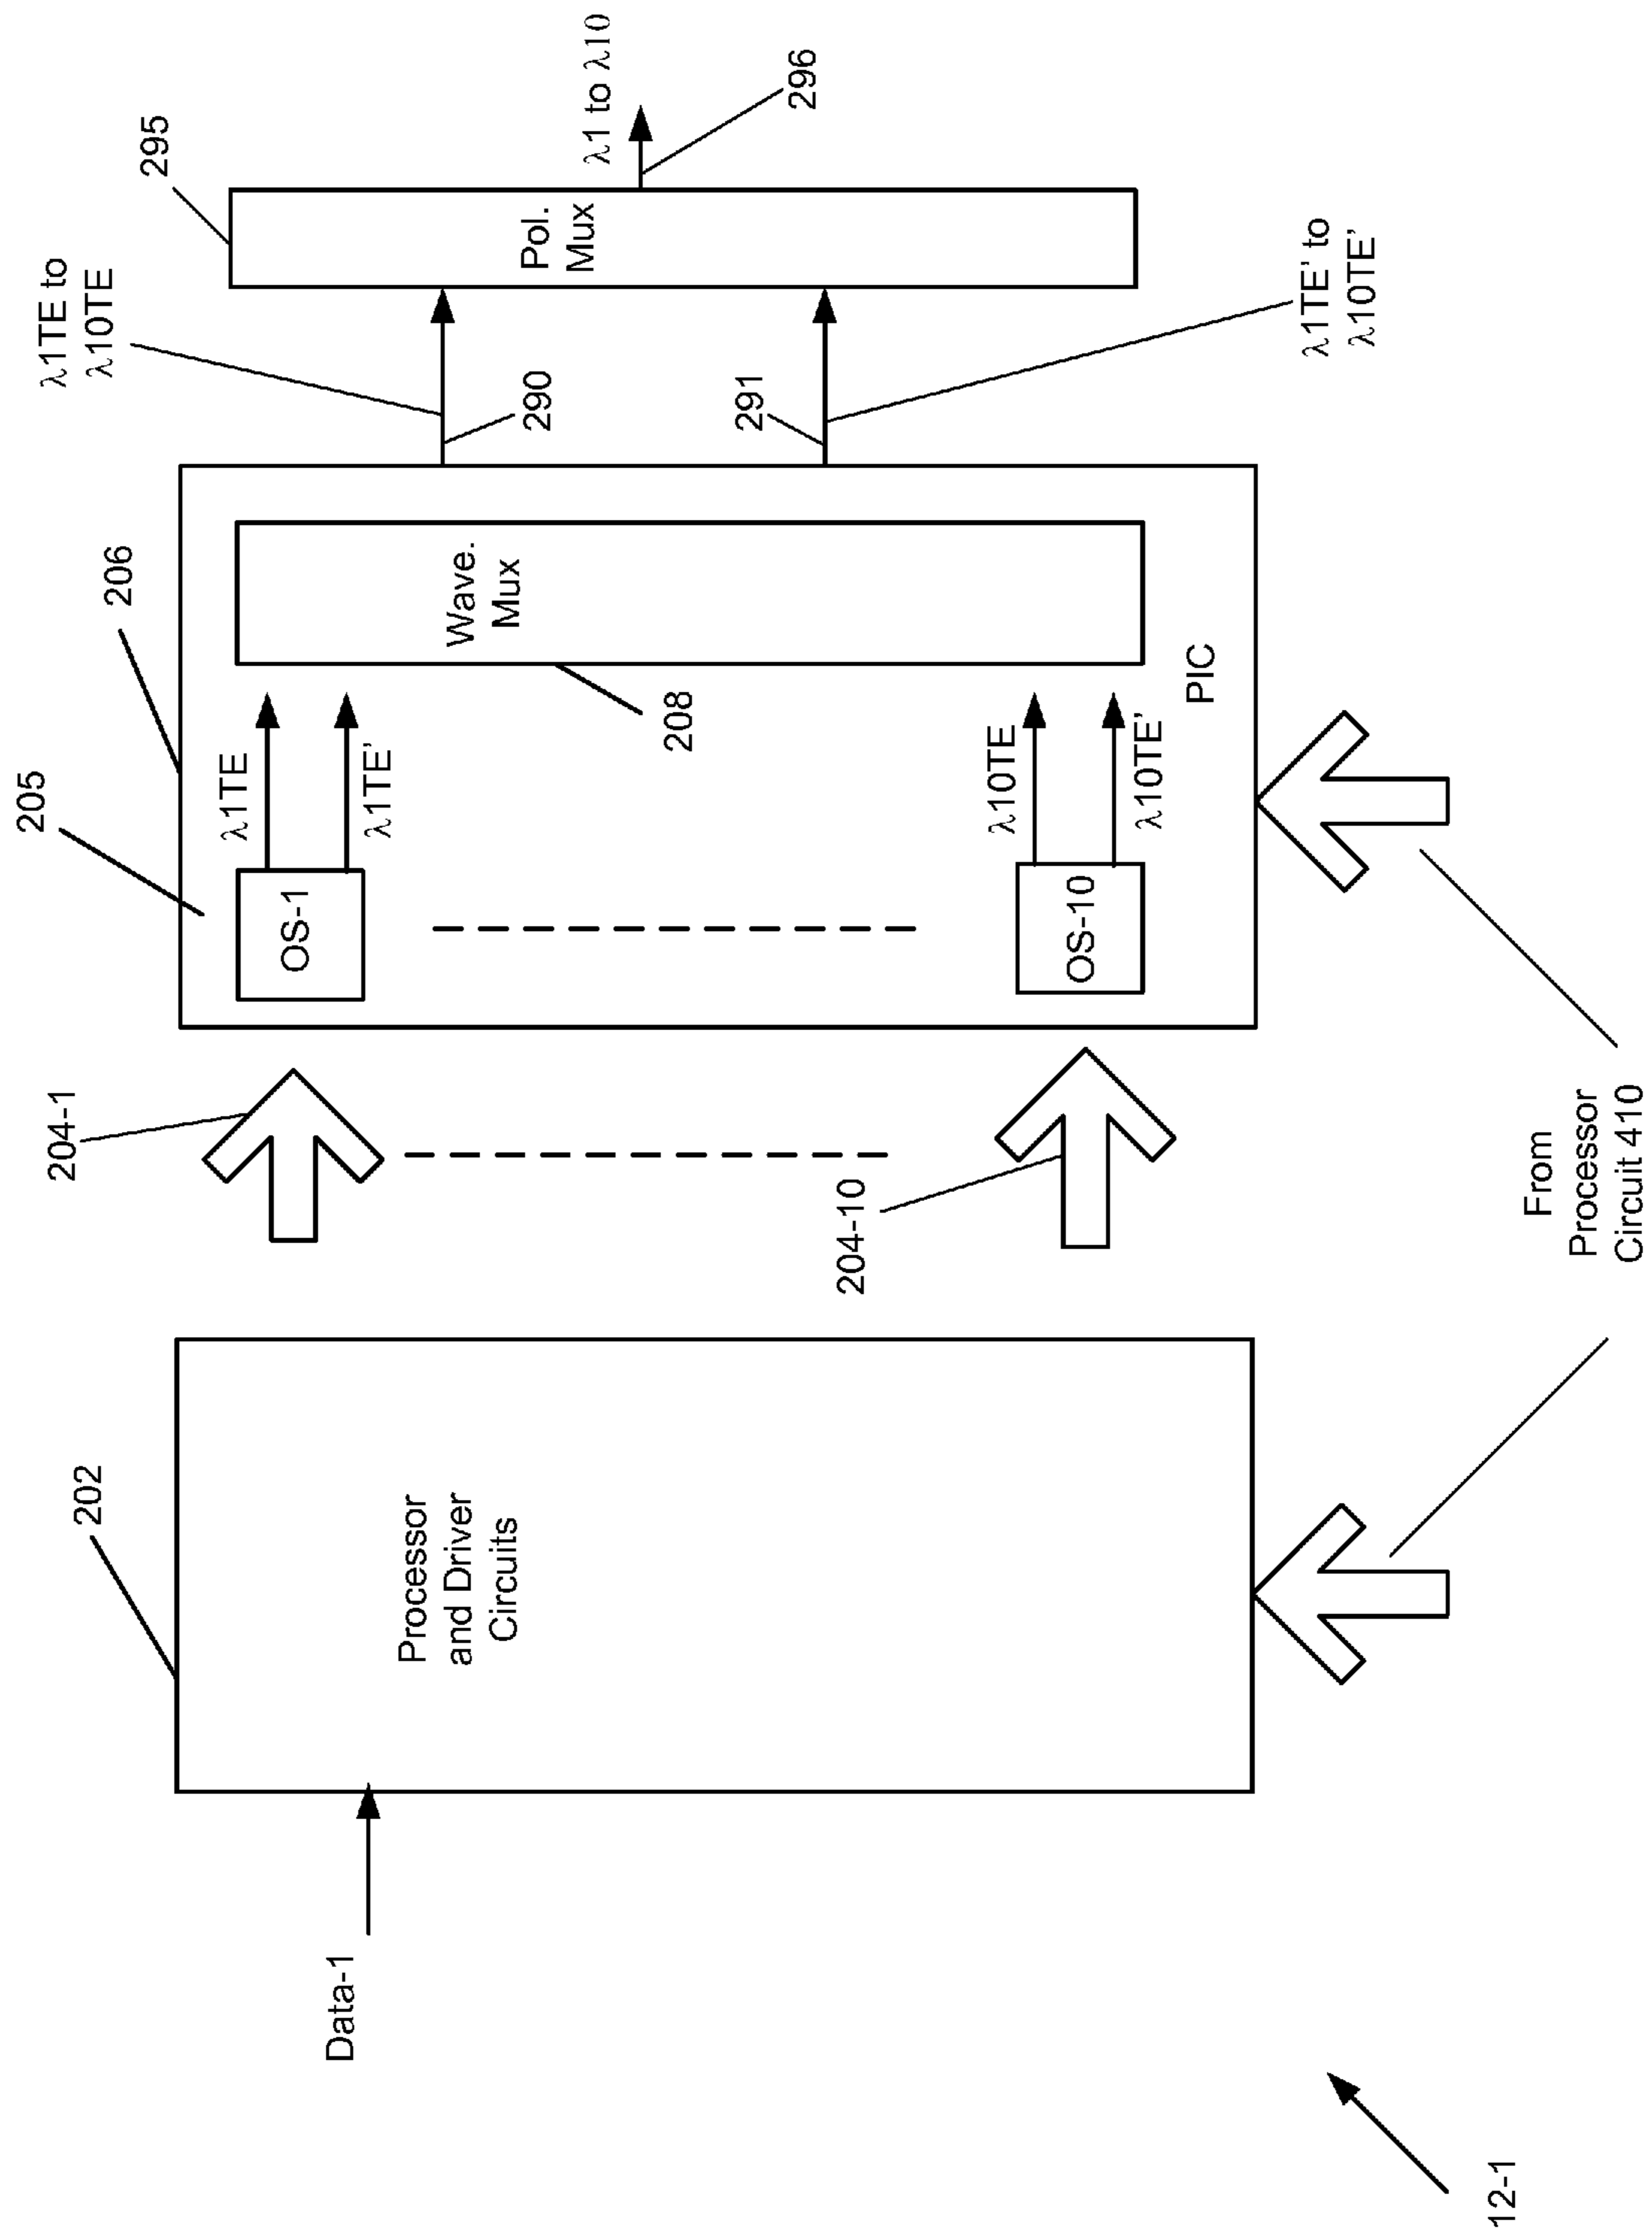 295
λ1TE to
λ10TE
λ1 to λ10
206
Pol.
Mux
296
205
290
291
204-1
λ1TE
λ1TE’
Wave.
Mux
λ1TE’ to
λ10TE’
OS-1
208
202
λ10TE
λ10TE’
OS-10
PIC
204-10
Processor
and Driver
Circuits
From
Processor
Circuit 410
Data-1
12-1